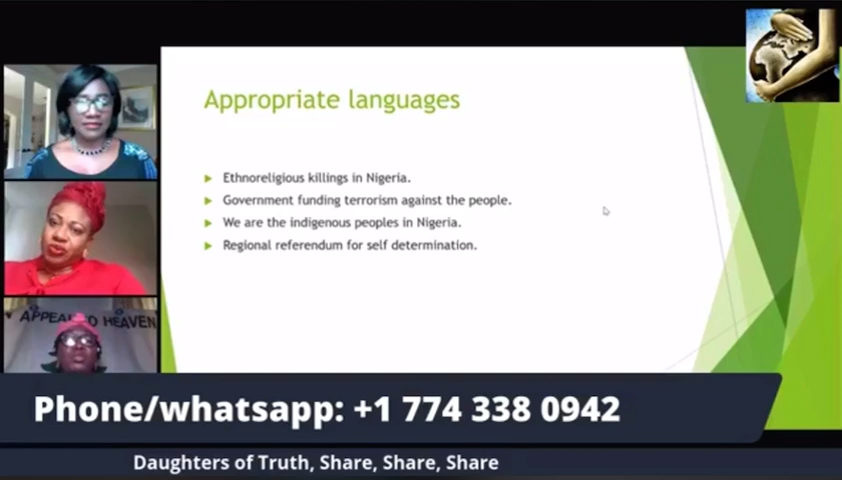 Appropriate languages
Ethnoreligious killings in Nigeria.
Government funding terrorism against the people.
We are the indigenous peoples in Nigeria.
Regional referendum for self determination.
APPEAL TO HEAVEN
Phone/whatsapp: +1 774 338 0942
Daughters of Truth, Share, Share, Share